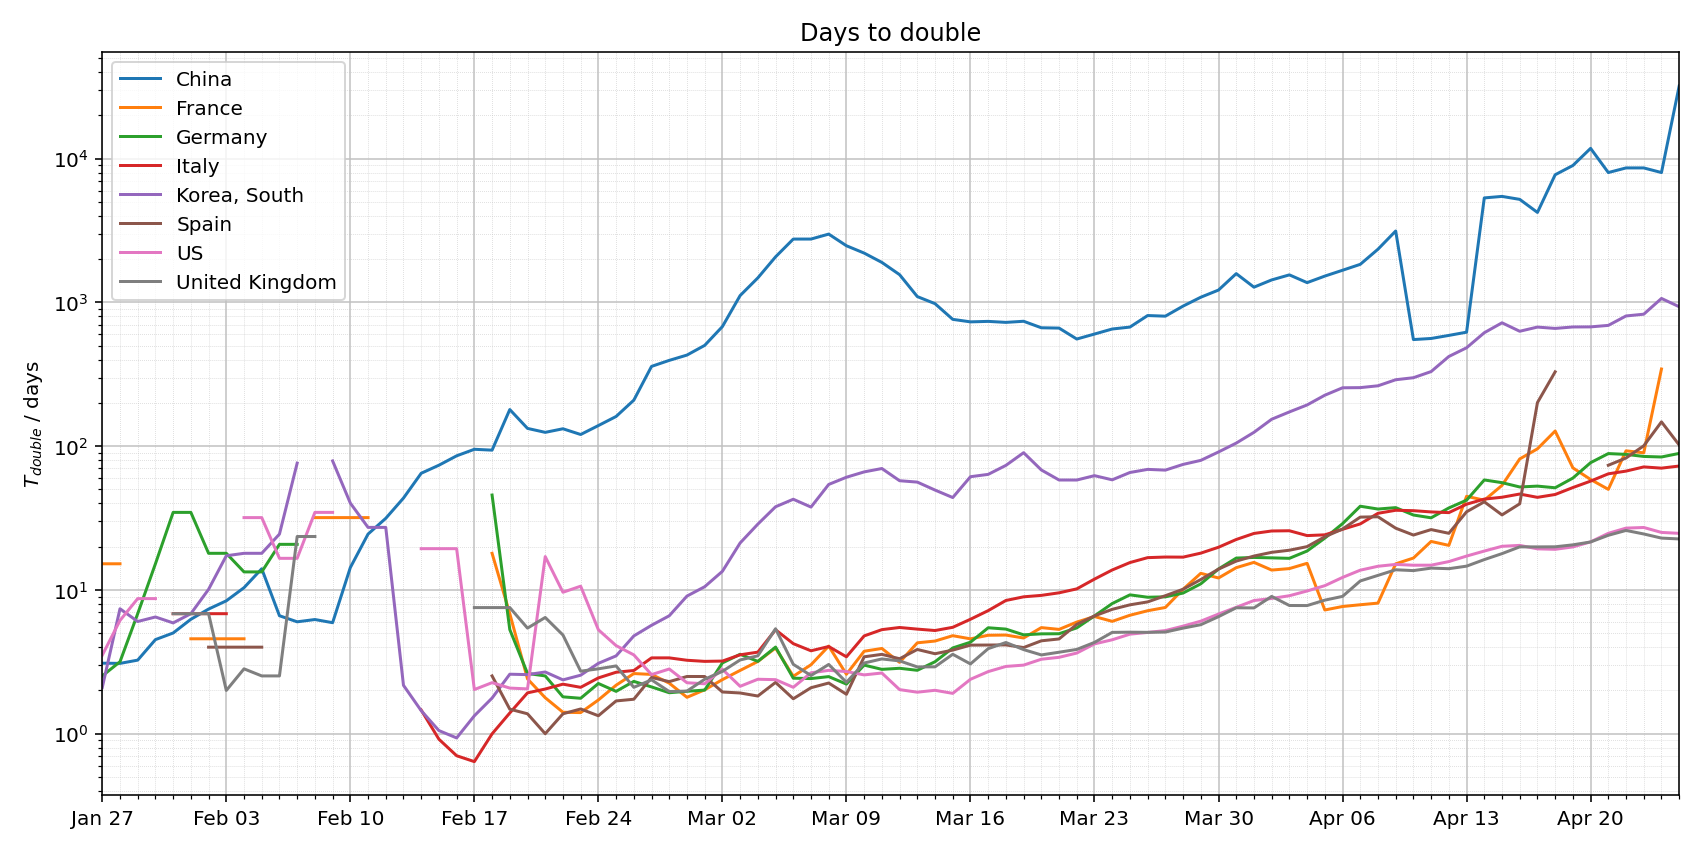 Days to double
China
France
Germany
Italy
Korea, South
Spain
US
United Kingdom
T_double / days
10⁴
10³
10²
10¹
10⁰
Jan 27 Feb 03 Feb 10 Feb 17 Feb 24 Mar 02 Mar 09 Mar 16 Mar 23 Mar 30 Apr 06 Apr 13 Apr 20